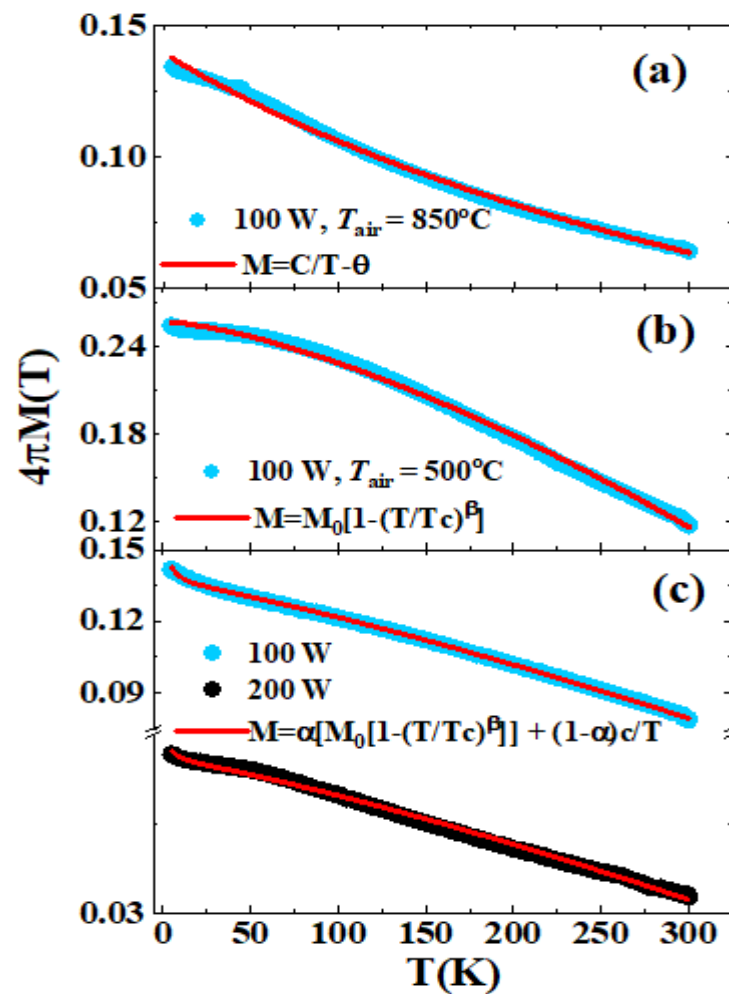 0.15
(a)
0.10
100 W, Tair = 850°C
M=C/T-θ
0.05
(b)
0.24
4πM(T)
0.18
100 W, Tair = 500°C
M=M0[1-(T/Tc)β]
0.12
0.15
(c)
0.12
100 W
0.09
200 W
M=α[M0[1-(T/Tc)β]] + (1-α)c/T
0.03
0 50 100 150 200 250 300
T(K)